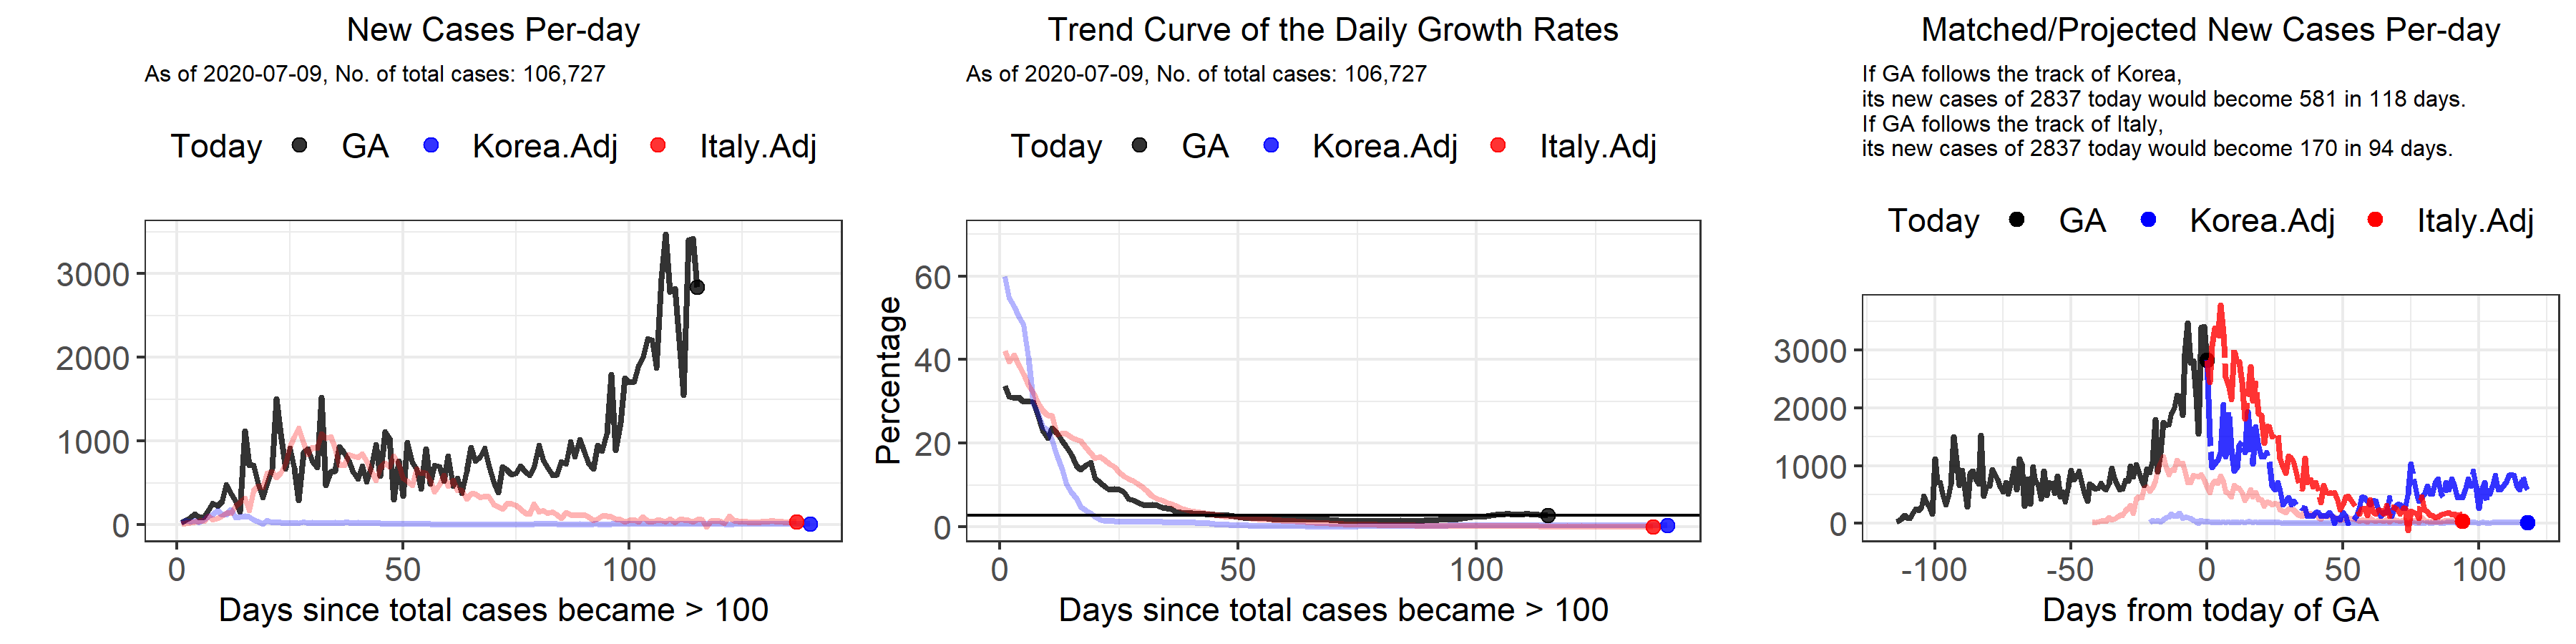 New Cases Per-day
As of 2020-07-09, No. of total cases: 106,727
Today GA Korea.Adj Italy.Adj
3000
2000
1000
0
0 50 100
Days since total cases became > 100
Trend Curve of the Daily Growth Rates
As of 2020-07-09, No. of total cases: 106,727
Today GA Korea.Adj Italy.Adj
Percentage
60
40
20
0
0 50 100
Days since total cases became > 100
Matched/Projected New Cases Per-day
If GA follows the track of Korea,
its new cases of 2837 today would become 581 in 118 days.
If GA follows the track of Italy,
its new cases of 2837 today would become 170 in 94 days.
Today GA Korea.Adj Italy.Adj
3000
2000
1000
0
-100 -50 0 50 100
Days from today of GA